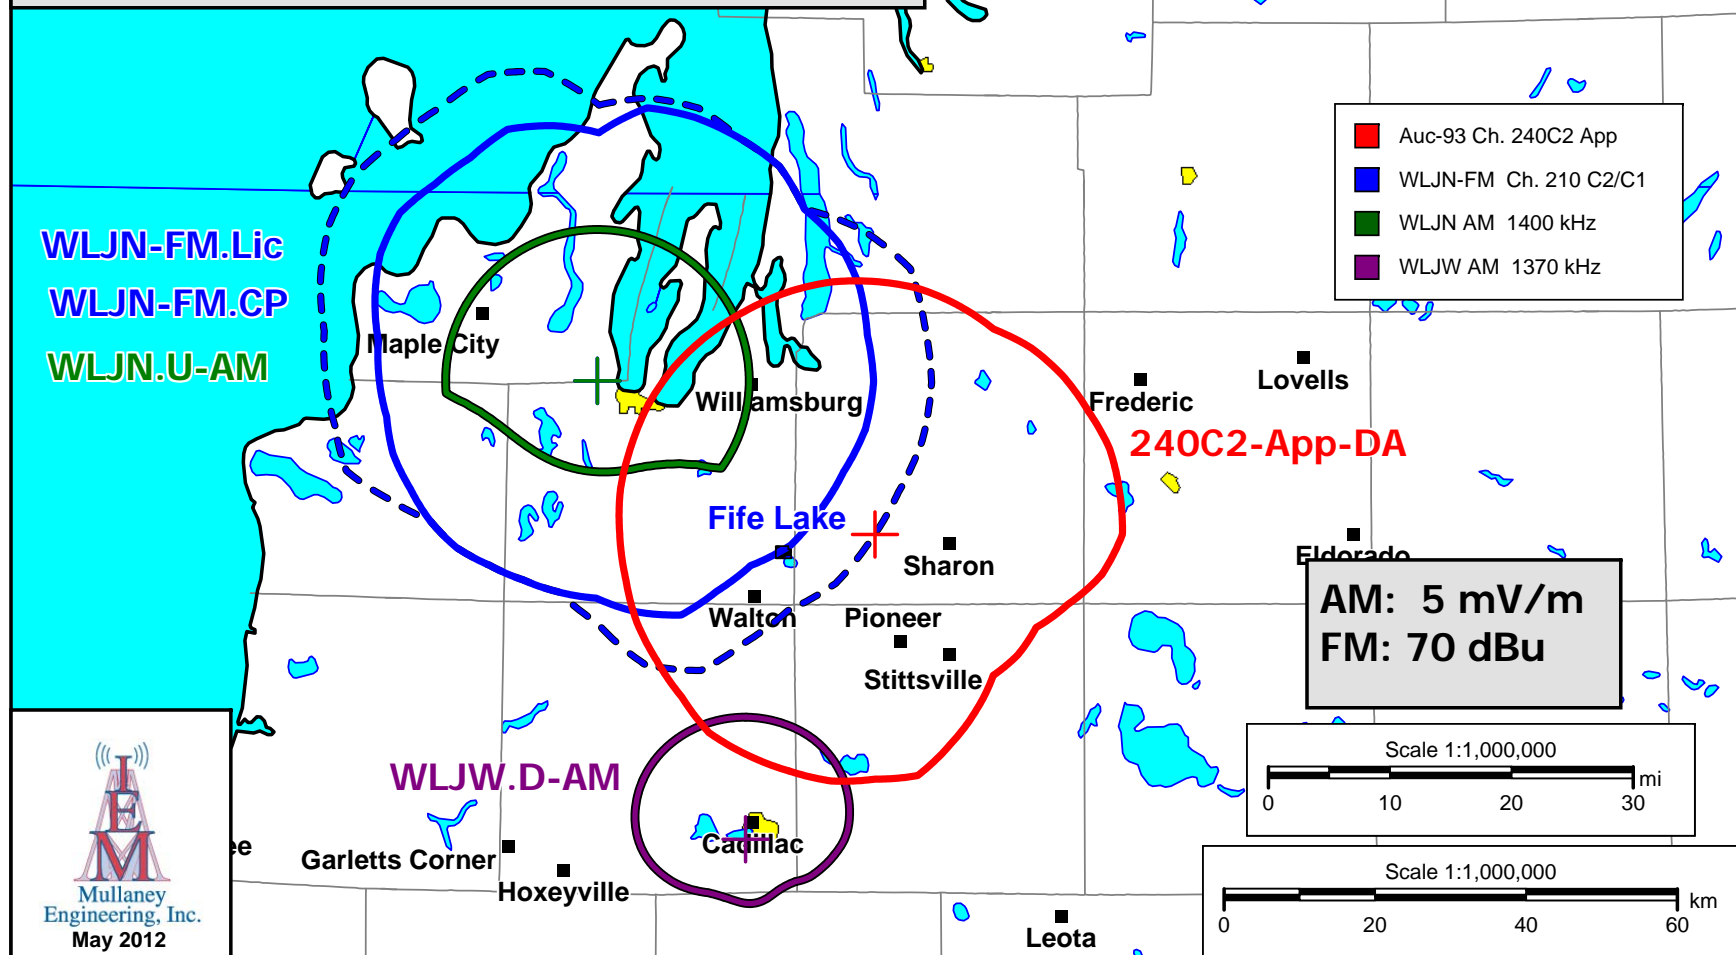 Auc-93 Ch. 240C2 App
WLJN-FM Ch. 210 C2/C1
WLJN AM 1400 kHz
WLJW AM 1370 kHz
WLJN-FM.Lic
WLJN-FM.CP
WLJN.U-AM
Maple City
Williamsburg
Frederic
Lovells
240C2-App-DA
Fife Lake
Sharon
Eldorado
Walton
Pioneer
Stittsville
AM: 5 mV/m
FM: 70 dBu
WLJW.D-AM
Cadillac
Garletts Corner
Hoxeyville
Leota
ee
Scale 1:1,000,000
mi
0 10 20 30
Scale 1:1,000,000
km
0 20 40 60
M
E
I
Mullaney
Engineering, Inc.
May 2012